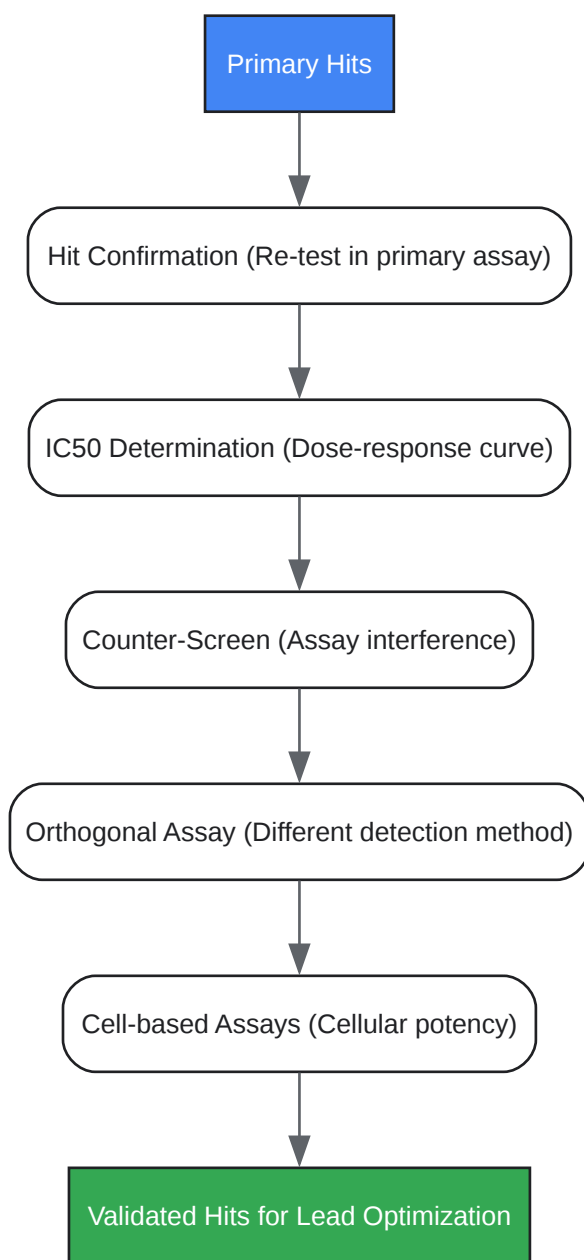 Primary Hits
Hit Confirmation (Re-test in primary assay)
IC50 Determination (Dose-response curve)
Counter-Screen (Assay interference)
Orthogonal Assay (Different detection method)
Cell-based Assays (Cellular potency)
Validated Hits for Lead Optimization